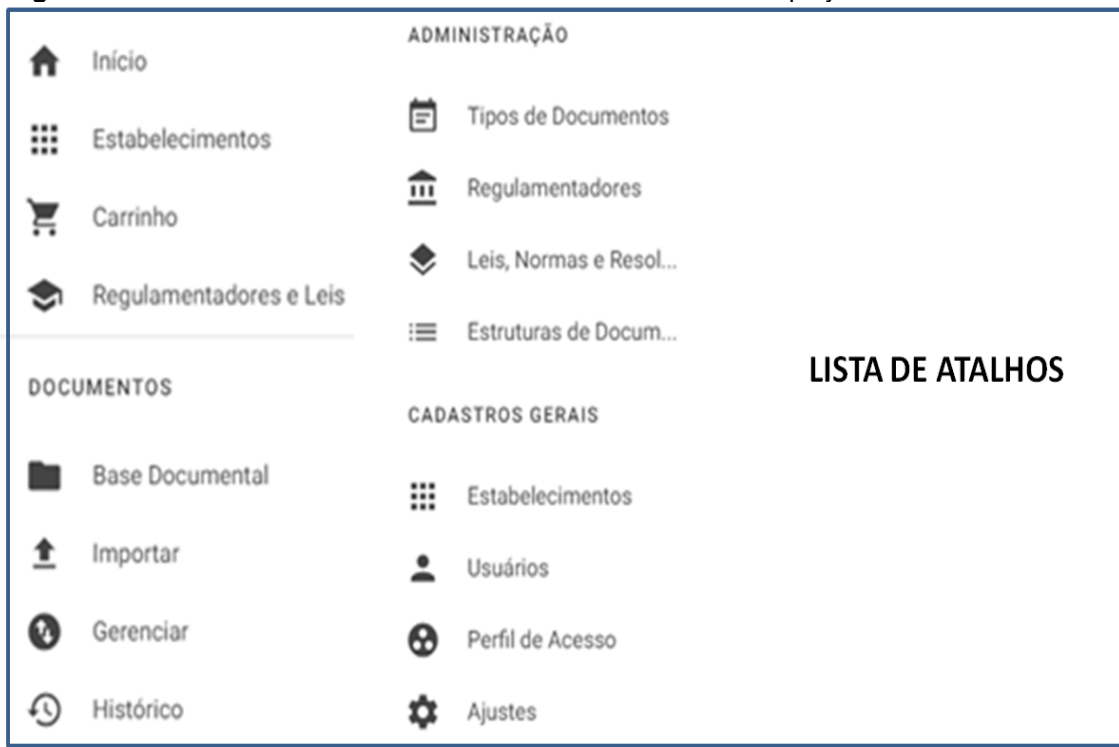 Início
Estabelecimentos
Carrinho
Regulamentadores e Leis
DOCUMENTOS
Base Documental
Importar
Gerenciar
Histórico
ADMINISTRAÇÃO
Tipos de Documentos
Regulamentadores
Leis, Normas e Resol...
Estruturas de Docum...
CADASTROS GERAIS
Estabelecimentos
Usuários
Perfil de Acesso
Ajustes
LISTA DE ATALHOS